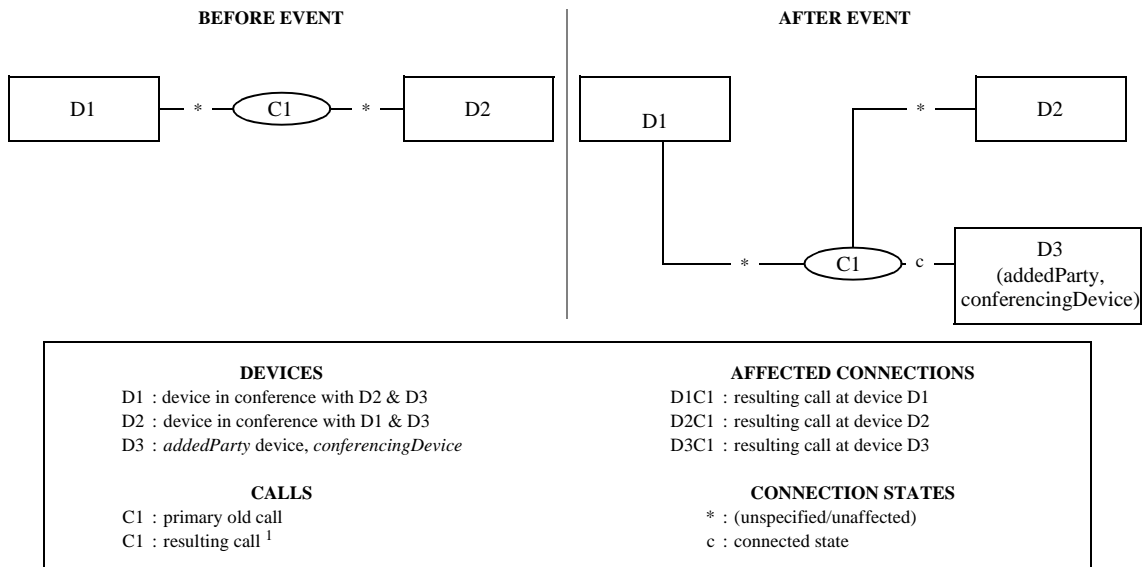 BEFORE EVENT
AFTER EVENT
D1 * C1 * D2
D1
* D2
* C1 c
D3
(addedParty,
conferencingDevice)
DEVICES
D1 : device in conference with D2 & D3
D2 : device in conference with D1 & D3
D3 : addedParty device, conferencingDevice
CALLS
C1 : primary old call
C1 : resulting call 1
AFFECTED CONNECTIONS
D1C1 : resulting call at device D1
D2C1 : resulting call at device D2
D3C1 : resulting call at device D3
CONNECTION STATES
* : (unspecified/unaffected)
c : connected state